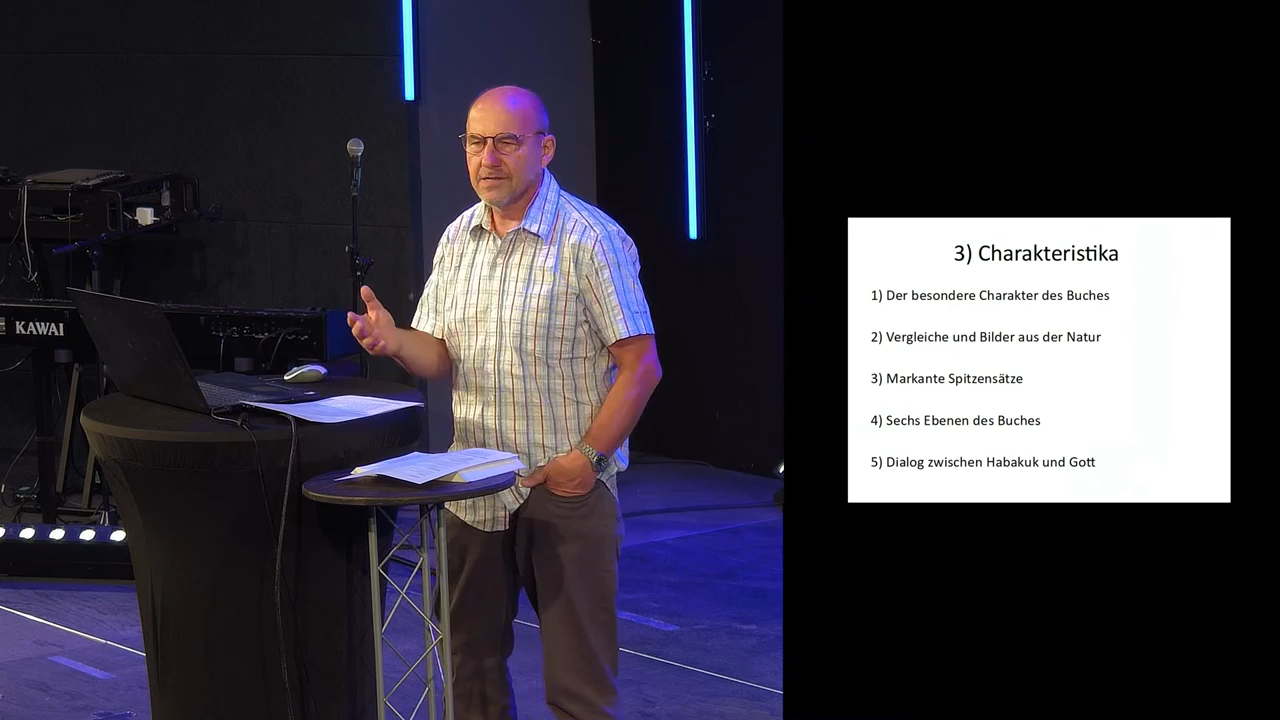 KAWAI
3) Charakteristika
1) Der besondere Charakter des Buches
2) Vergleiche und Bilder aus der Natur
3) Markante Spitzensätze
4) Sechs Ebenen des Buches
5) Dialog zwischen Habakuk und Gott